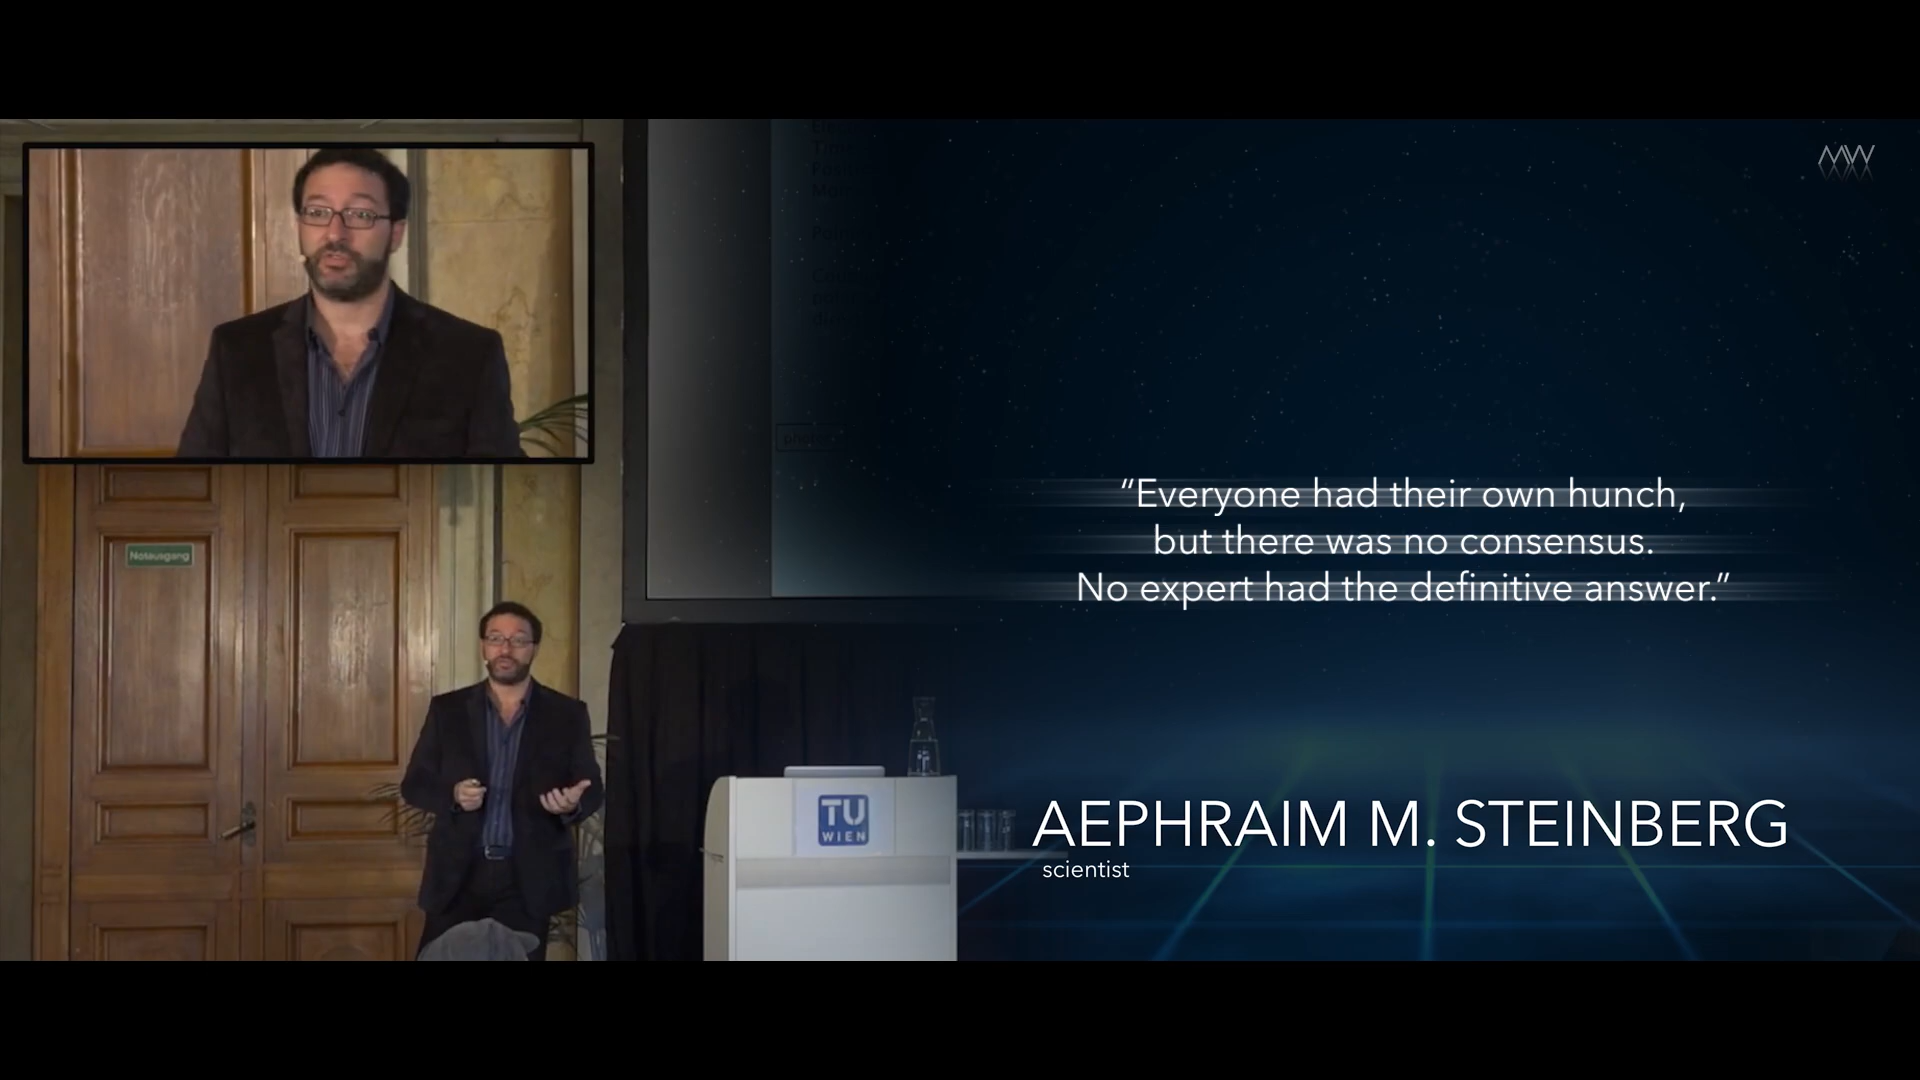 MW
Notausgang
“Everyone had their own hunch,
but there was no consensus.
No expert had the definitive answer.”
TU
WIEN
AEPHRAIM M. STEINBERG
scientist